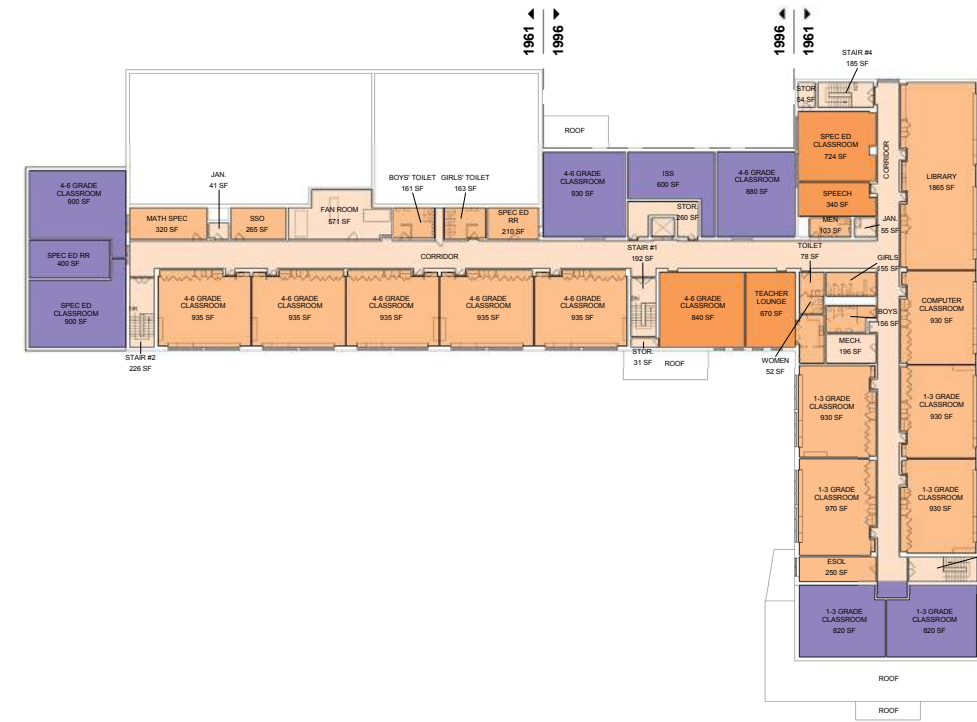 1961
1996
1996
1961
STAIR #4
185 SF
STOR
54 SF
ROOF
SPEC ED
CLASSROOM
724 SF
CORRIDOR
LIBRARY
1865 SF
4-6 GRADE
CLASSROOM
900 SF
JAN.
41 SF
BOYS' TOILET
161 SF
GIRLS' TOILET
163 SF
4-6 GRADE
CLASSROOM
930 SF
ISS
600 SF
4-6 GRADE
CLASSROOM
880 SF
SPEECH
340 SF
MATH SPEC
320 SF
SSO
265 SF
FAN ROOM
571 SF
SPEC ED
RR
210 SF
STOR.
260 SF
MEN
103 SF
JAN.
55 SF
SPEC ED RR
400 SF
CORRIDOR
STAIR #1
192 SF
TOILET
78 SF
GIRLS
155 SF
SPEC ED
CLASSROOM
900 SF
4-6 GRADE
CLASSROOM
935 SF
4-6 GRADE
CLASSROOM
935 SF
4-6 GRADE
CLASSROOM
935 SF
4-6 GRADE
CLASSROOM
935 SF
4-6 GRADE
CLASSROOM
935 SF
4-6 GRADE
CLASSROOM
840 SF
TEACHER
LOUNGE
670 SF
COMPUTER
CLASSROOM
930 SF
BOYS
156 SF
MECH.
196 SF
STAIR #2
226 SF
STOR.
31 SF
ROOF
WOMEN
52 SF
1-3 GRADE
CLASSROOM
930 SF
1-3 GRADE
CLASSROOM
930 SF
1-3 GRADE
CLASSROOM
970 SF
1-3 GRADE
CLASSROOM
930 SF
ESOL
250 SF
1-3 GRADE
CLASSROOM
820 SF
1-3 GRADE
CLASSROOM
820 SF
ROOF
ROOF